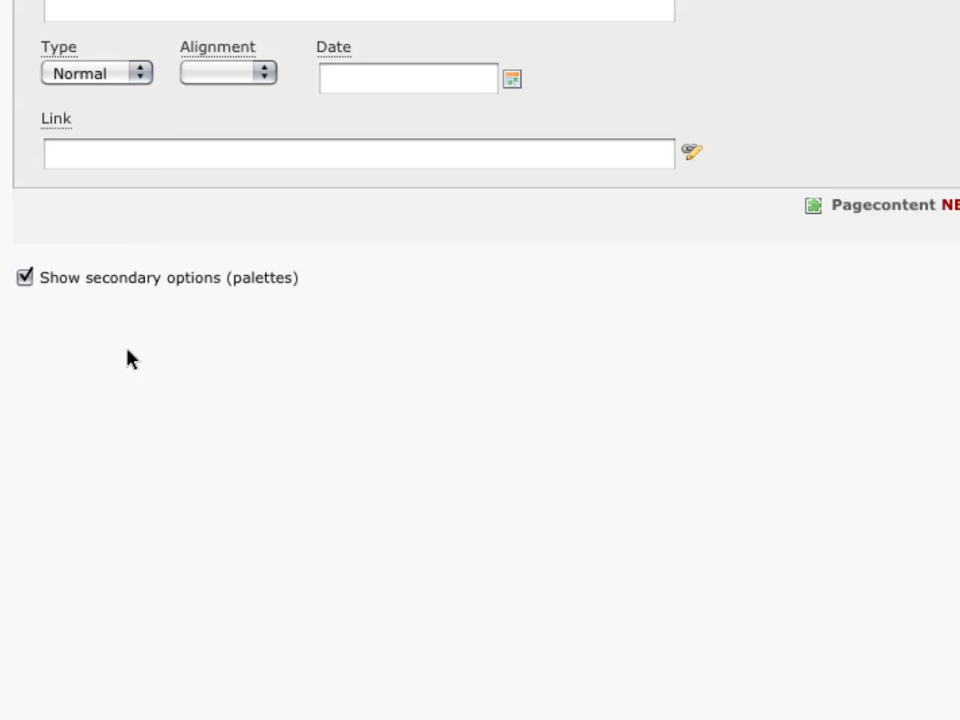 Type Alignment Date
Normal
Link
Pagecontent
Show secondary options (palettes)